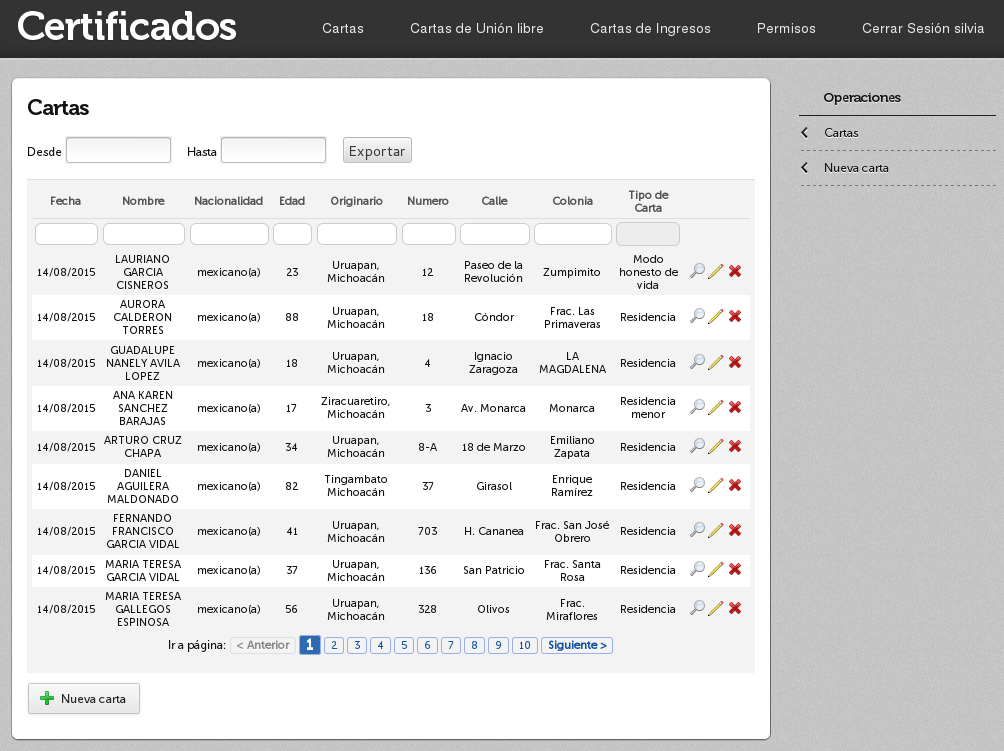 Certificados
Cartas Cartas de Unión libre Cartas de Ingresos Permisos Cerrar Sesión silvia
Cartas
Desde Hasta Exportar
Fecha Nombre Nacionalidad Edad Originario Numero Calle Colonia Tipo de Carta
14/08/2015 LAURIANO GARCIA CISNEROS mexicano(a) 23 Uruapan, Michoacán 12 Paseo de la Revolución Zumpimito Modo honesto de vida
14/08/2015 AURORA CALDERON TORRES mexicano(a) 88 Uruapan, Michoacán 18 Cóndor Frac. Las Primaveras Residencia
14/08/2015 GUADALUPE NANELY AVILA LOPEZ mexicano(a) 18 Uruapan, Michoacán 4 Ignacio Zaragoza LA MAGDALENA Residencia
14/08/2015 ANA KAREN SANCHEZ BARAJAS mexicano(a) 17 Ziracuaretiro, Michoacán 3 Av. Monarca Monarca Residencia menor
14/08/2015 ARTURO CRUZ CHAPA mexicano(a) 34 Uruapan, Michoacán 8-A 18 de Marzo Emiliano Zapata Residencia
14/08/2015 DANIEL AGUILERA MALDONADO mexicano(a) 82 Tingambato Michoacán 37 Girasol Enrique Ramírez Residencia
14/08/2015 FERNANDO FRANCISCO GARCIA VIDAL mexicano(a) 41 Uruapan, Michoacán 703 H. Cananea Frac. San José Obrero Residencia
14/08/2015 MARIA TERESA GARCIA VIDAL mexicano(a) 37 Uruapan, Michoacán 136 San Patricio Frac. Santa Rosa Residencia
14/08/2015 MARIA TERESA GALLEGOS ESPINOSA mexicano(a) 56 Uruapan, Michoacán 328 Olivos Frac. Miraflores Residencia
Ir a página: < Anterior 1 2 3 4 5 6 7 8 9 10 Siguiente >
Nueva carta
Operaciones
Cartas
Nueva carta